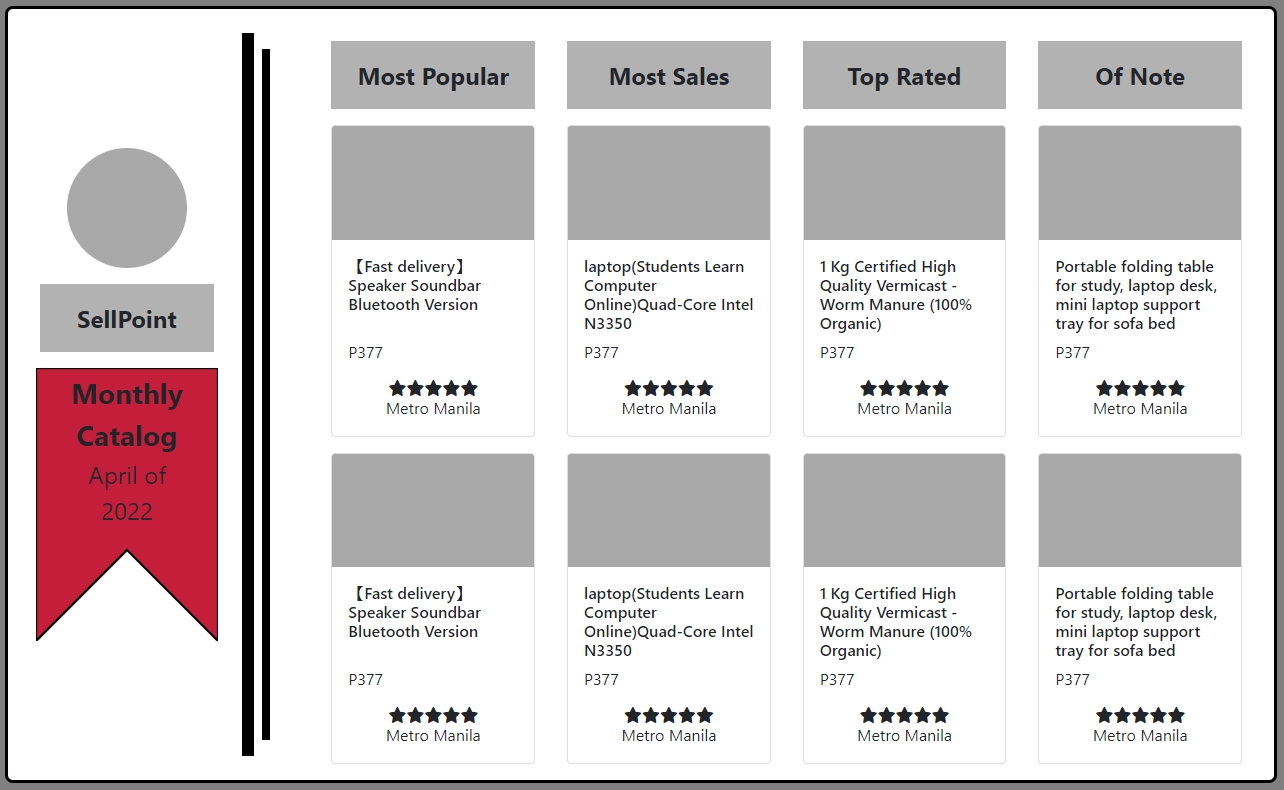 SellPoint
Monthly
Catalog
April of
2022
Most Popular
Most Sales
Top Rated
Of Note
【Fast delivery】
Speaker Soundbar
Bluetooth Version
P377
Metro Manila
laptop(Students Learn
Computer
Online)Quad-Core Intel
N3350
P377
Metro Manila
1 Kg Certified High
Quality Vermicast -
Worm Manure (100%
Organic)
P377
Metro Manila
Portable folding table
for study, laptop desk,
mini laptop support
tray for sofa bed
P377
Metro Manila
【Fast delivery】
Speaker Soundbar
Bluetooth Version
P377
Metro Manila
laptop(Students Learn
Computer
Online)Quad-Core Intel
N3350
P377
Metro Manila
1 Kg Certified High
Quality Vermicast -
Worm Manure (100%
Organic)
P377
Metro Manila
Portable folding table
for study, laptop desk,
mini laptop support
tray for sofa bed
P377
Metro Manila